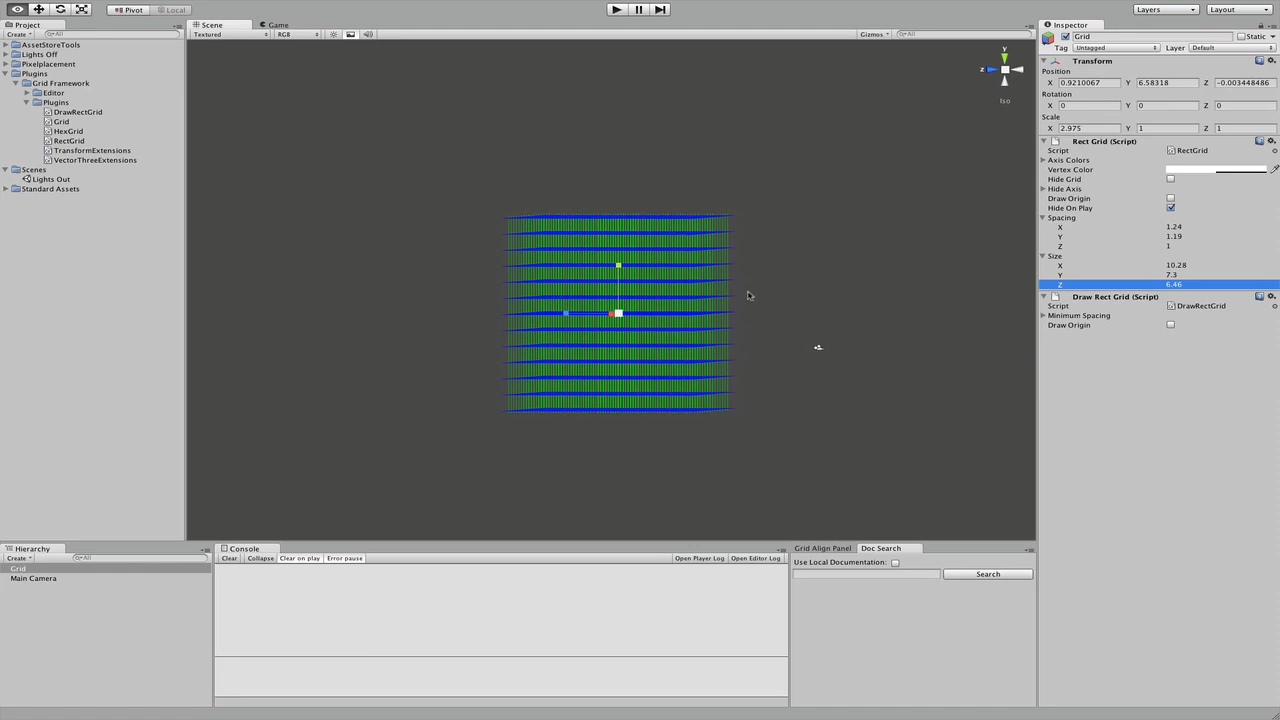 Pivot
Local
Layers
Layout
Project
Create
All
AssetStoreTools
Lights Off
Pixelplacement
Plugins
Grid Framework
Editor
Plugins
DrawRectGrid
Grid
HexGrid
RectGrid
TransformExtensions
VectorThreeExtensions
Scenes
Lights Out
Standard Assets
Scene
Game
Textured
RGB
Gizmos
All
Y
Z
Iso
Inspector
Grid
Static
Tag Untagged Layer Default
Transform
Position
X 0.9210067 Y 6.58318 Z -0.003448486
Rotation
X 0 Y 0 Z 0
Scale
X 2.975 Y 1 Z 1
Rect Grid (Script)
Script RectGrid
Axis Colors
Vertex Color
Hide Grid
Hide Axis
Draw Origin
Hide On Play
Spacing
X 1.24
Y 1.19
Z 1
Size
X 10.28
Y 7.3
Z 6.46
Draw Rect Grid (Script)
Script DrawRectGrid
Minimum Spacing
Draw Origin
Hierarchy
Create
All
Grid
Main Camera
Console
Clear Collapse Clear on play Error pause
Open Player Log Open Editor Log
Grid Align Panel Doc Search
Use Local Documentation:
Search